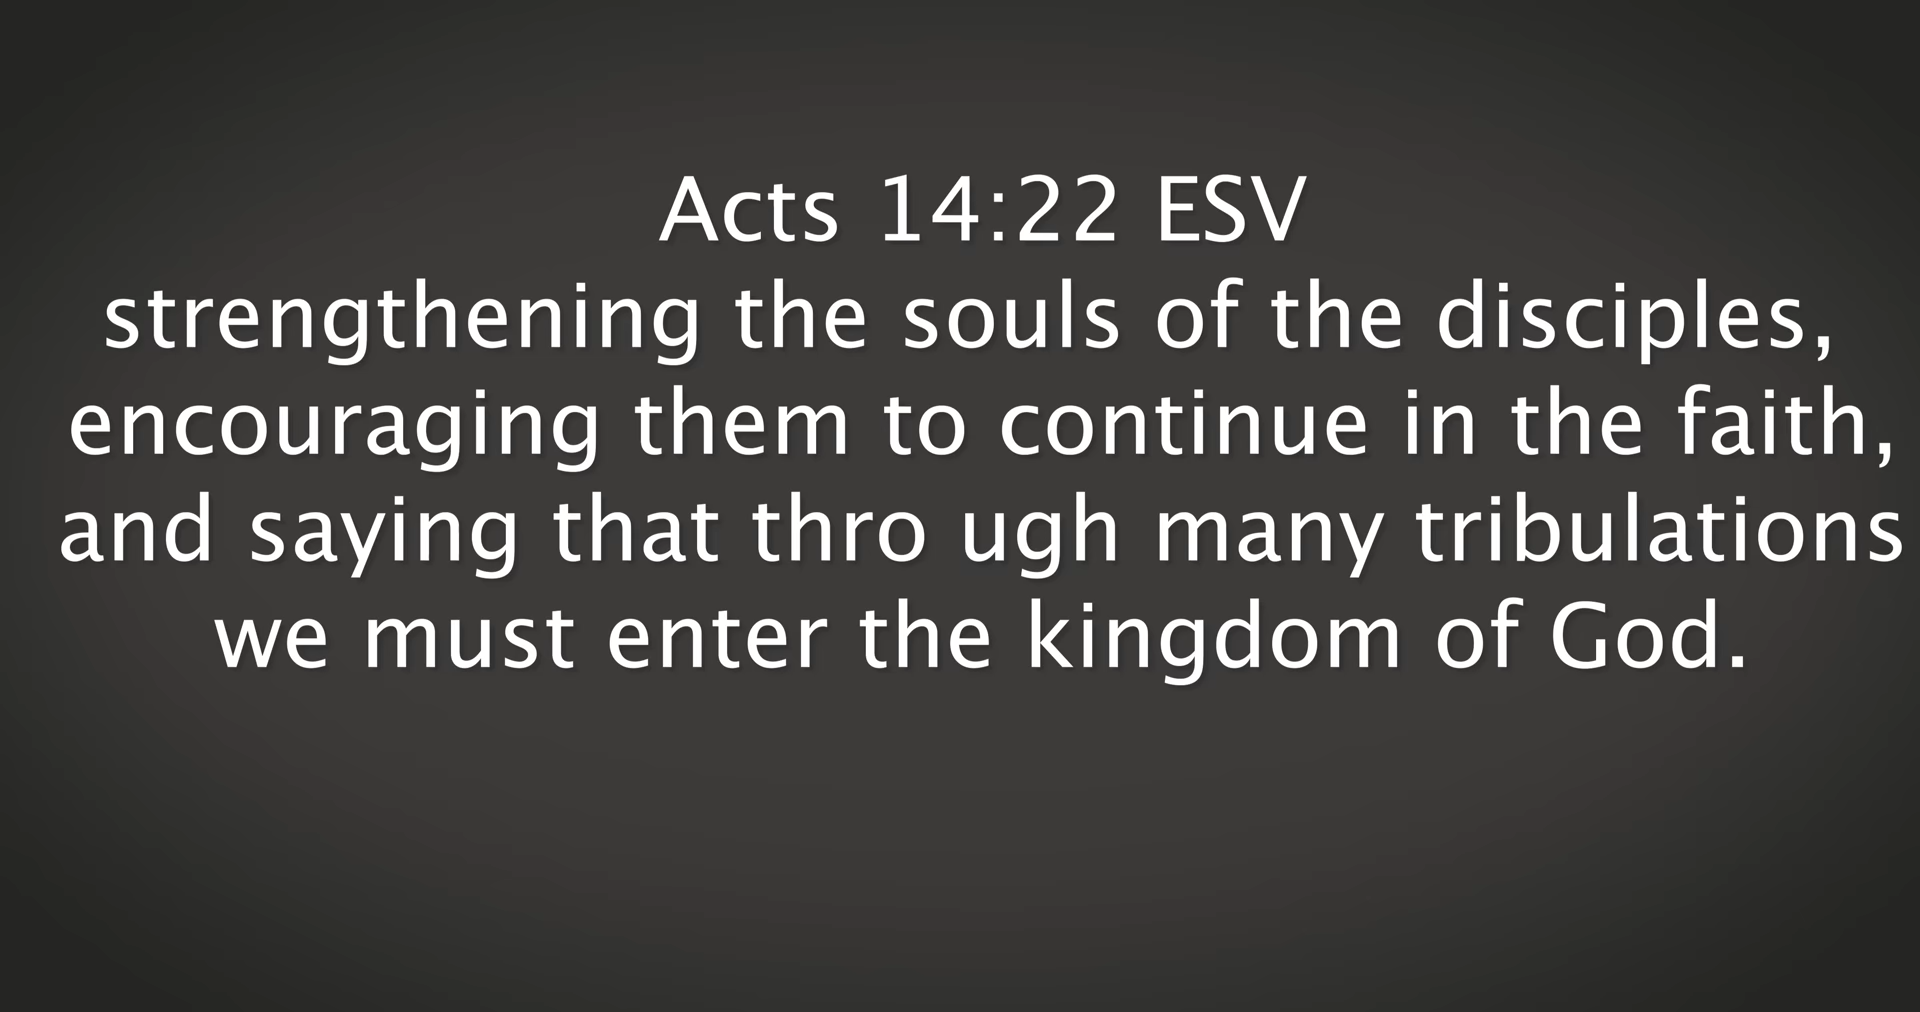 Acts 14:22 ESV
strengthening the souls of the disciples,
encouraging them to continue in the faith,
and saying that thro ugh many tribulations
we must enter the kingdom of God.